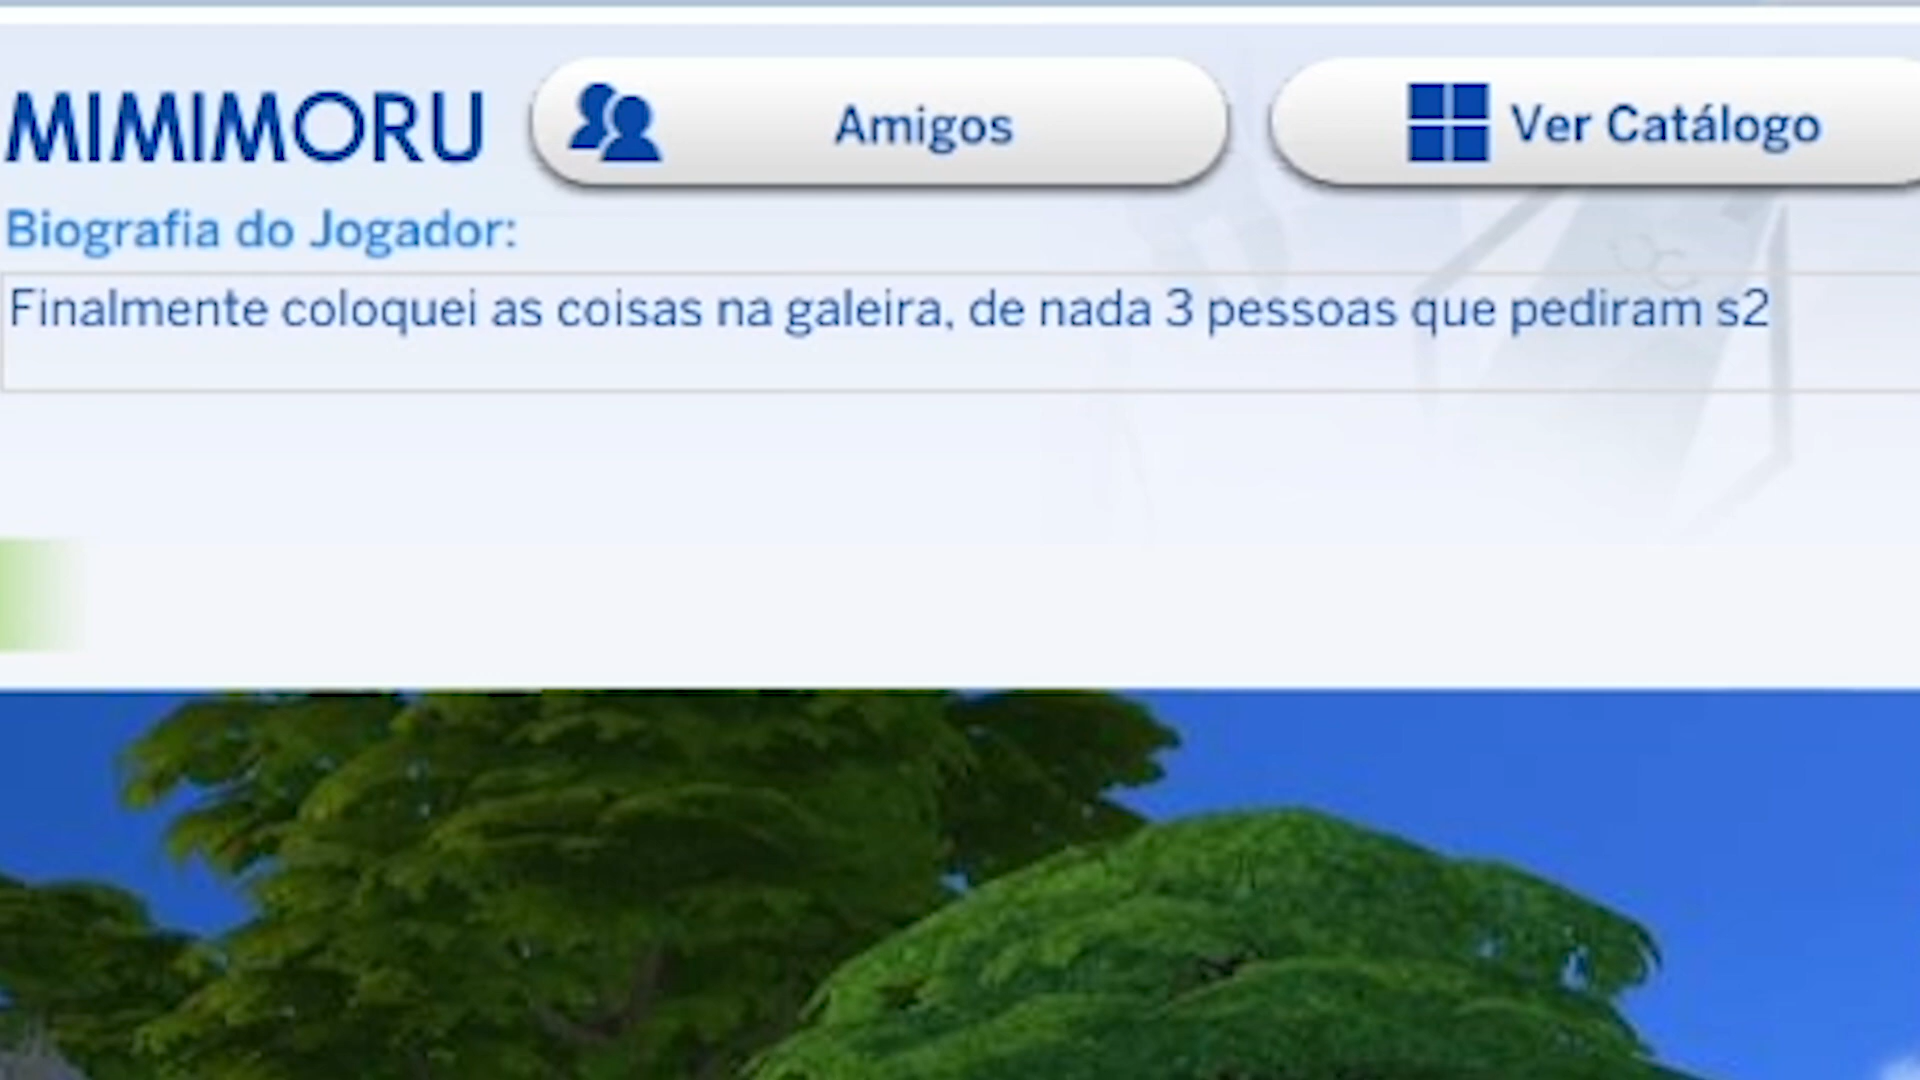 MIMIMORU
Amigos
Ver Catálogo
Biografia do Jogador:
Finalmente coloquei as coisas na galeira, de nada 3 pessoas que pediram s2